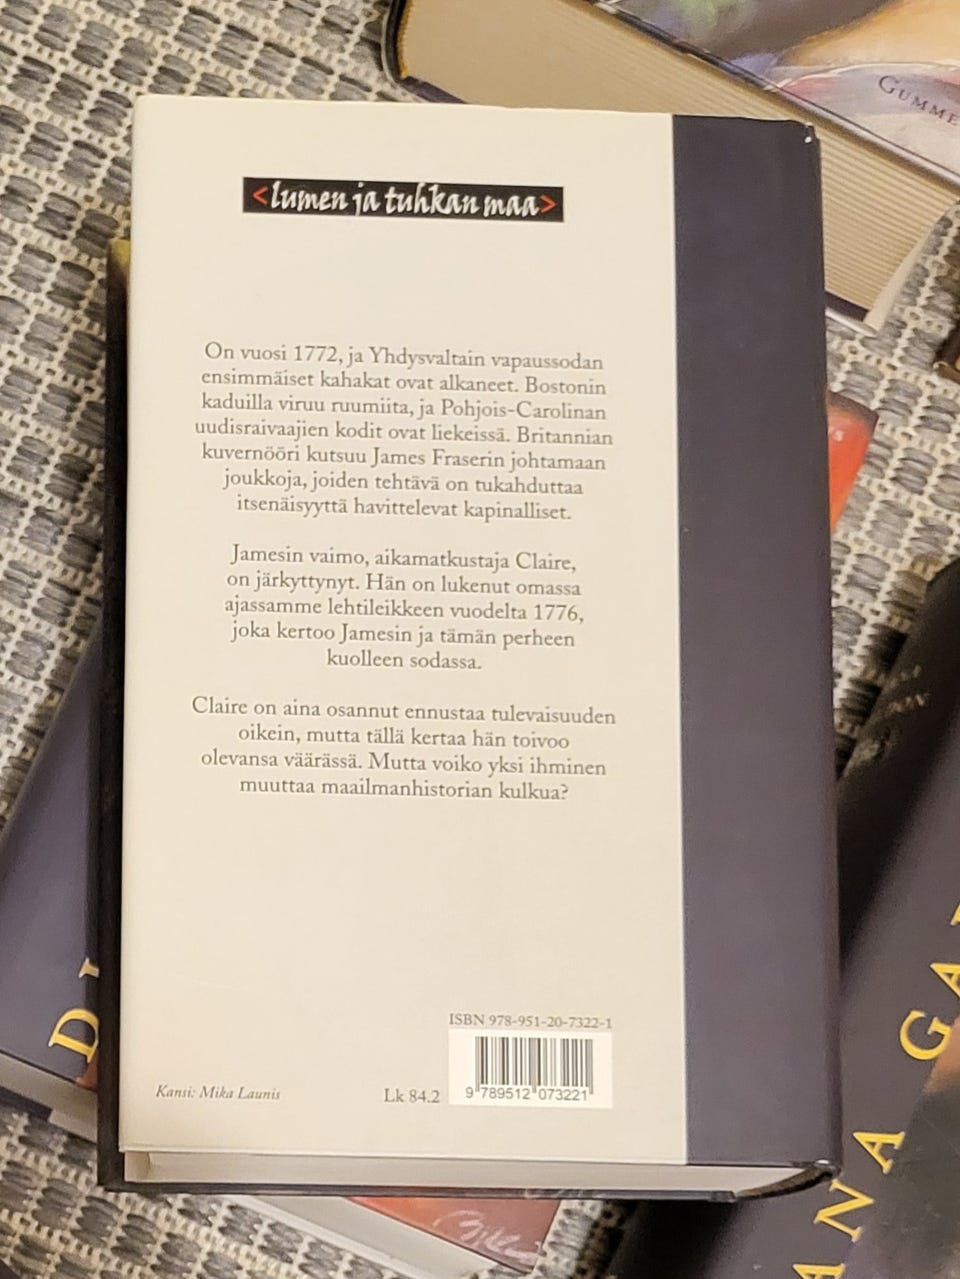 GUMME
<lumen ja tuhkan maa>
On vuosi 1772, ja Yhdysvaltain vapaussodan
ensimmäiset kahakat ovat alkaneet. Bostonin
kaduilla viruu ruumiita, ja Pohjois-Carolinan
uudisraivaajien kodit ovat liekeissä. Britannian
kuvernööri kutsuu James Fraserin johtamaan
joukkoja, joiden tehtävä on tukahduttaa
itsenäisyyttä havittelevat kapinalliset.
Jamesin vaimo, aikamatkustaja Claire,
on järkyttynyt. Hän on lukenut omassa
ajassamme lehtileikkeen vuodelta 1776,
joka kertoo Jamesin ja tämän perheen
kuolleen sodassa.
Claire on aina osannut ennustaa tulevaisuuden
oikein, mutta tällä kertaa hän toivoo
olevansa väärässä. Mutta voiko yksi ihminen
muuttaa maailmanhistorian kulkua?
ISBN 978-951-20-7322-1
9 789512 073221
Kansi: Mika Launis
Lk 84.2
DI
ANA GA